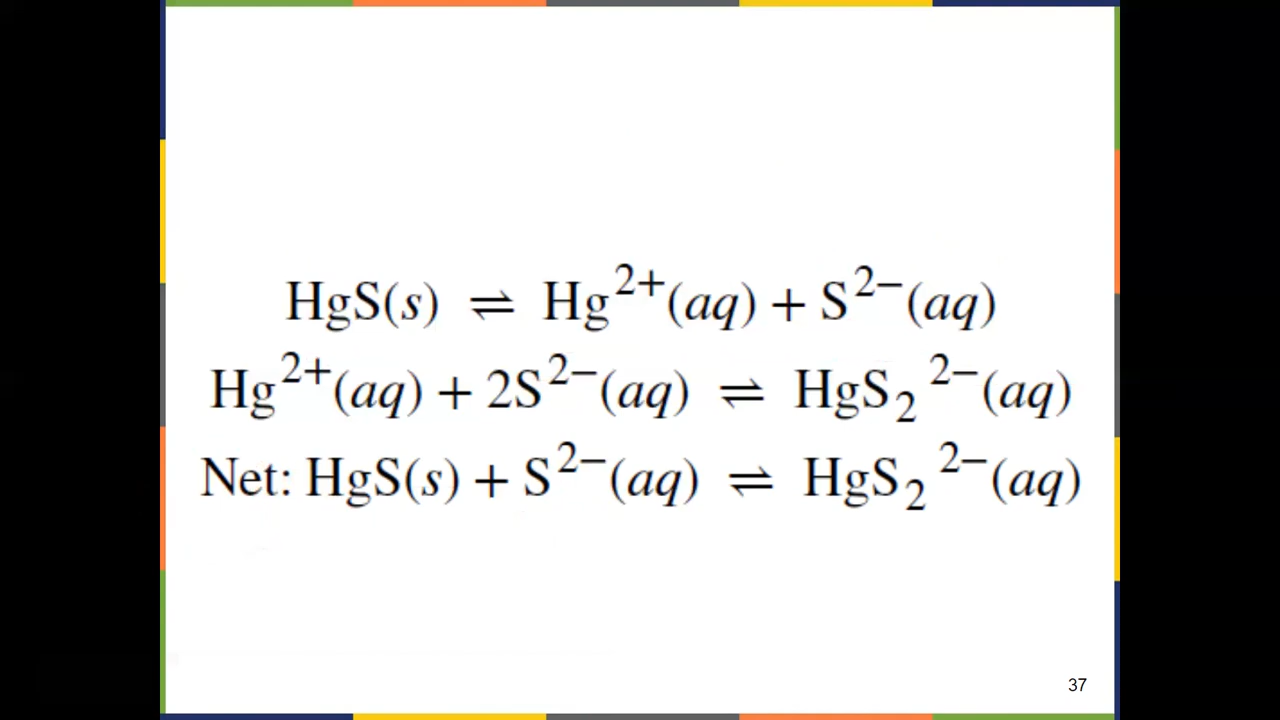 HgS(s) ⇌ Hg²⁺(aq) + S²⁻(aq)
Hg²⁺(aq) + 2S²⁻(aq) ⇌ HgS₂²⁻(aq)
Net: HgS(s) + S²⁻(aq) ⇌ HgS₂²⁻(aq)
37